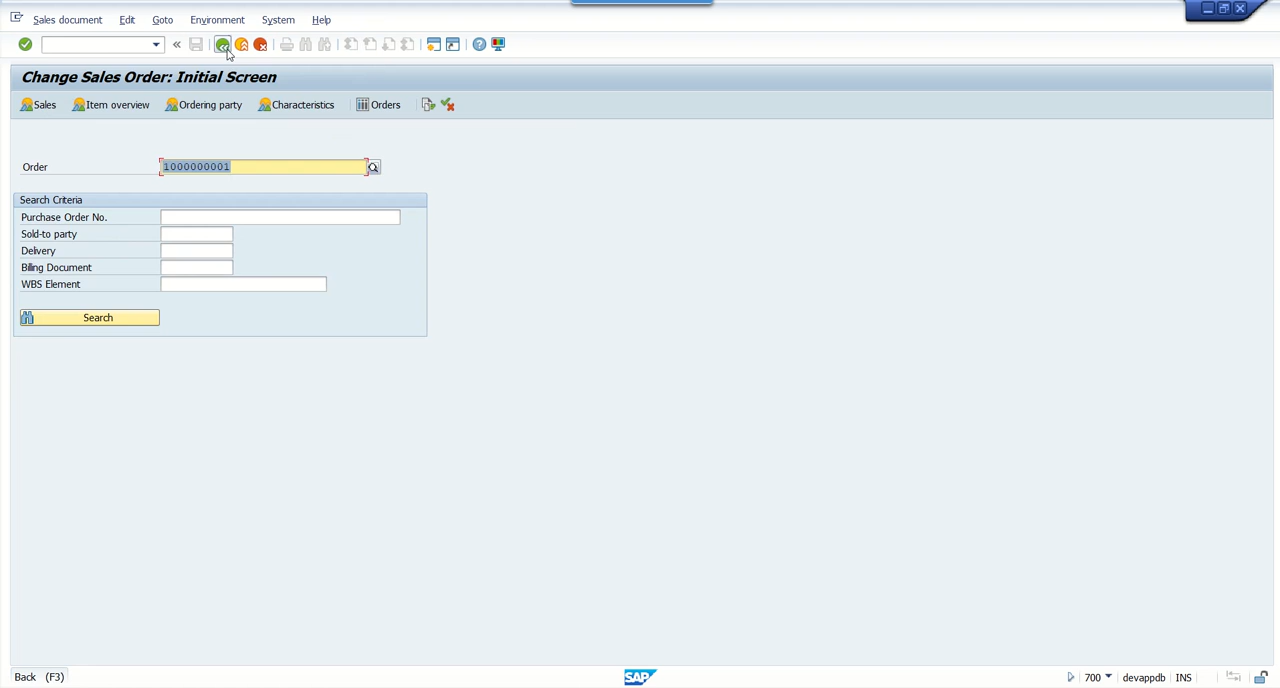 Sales document Edit Goto Environment System Help
Change Sales Order: Initial Screen
Sales Item overview Ordering party Characteristics Orders
Order 1000000001
Search Criteria
Purchase Order No.
Sold-to party
Delivery
Billing Document
WBS Element
Search
Back (F3) SAP 700 devappdb INS